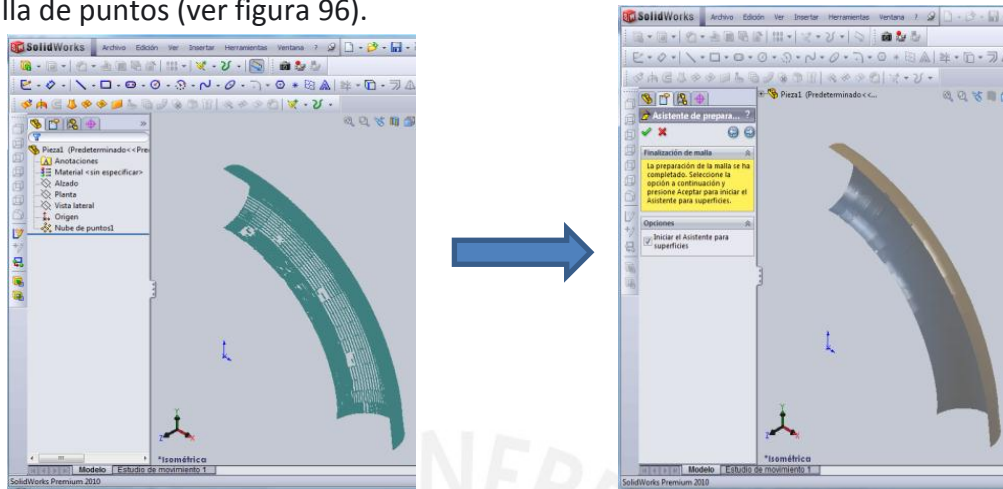 lla de puntos (ver figura 96).
SolidWorks Archivo Edición Ver Insertar Herramientas Ventana ?
Pieza1 (Predeterminado<<Pre
Anotaciones
Material <sin especificar>
Alzado
Planta
Vista lateral
Origen
Nube de puntos1
Y
Z
X
*Isométrica
Modelo Estudio de movimiento 1
SolidWorks Premium 2010
SolidWorks Archivo Edición Ver Insertar Herramientas Ventana ?
Pieza1 (Predeterminado<<...
Asistente de prepara... ?
Finalización de malla
La preparación de la malla se ha
completado. Seleccione la
opción a continuación y
presione Aceptar para iniciar el
Asistente para superficies.
Opciones
Iniciar el Asistente para
superficies
Y
Z
X
*Isométrica
Modelo Estudio de movimiento 1
SolidWorks Premium 2010